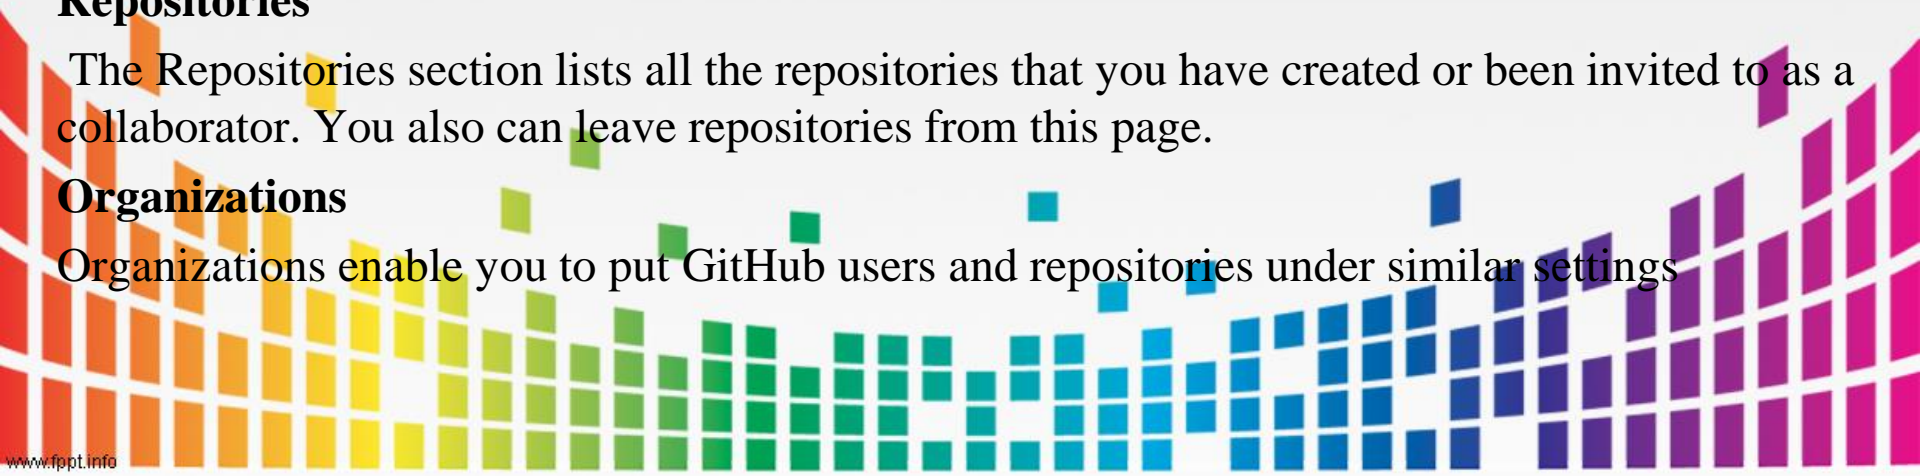 Repositories
The Repositories section lists all the repositories that you have created or been invited to as a
collaborator. You also can leave repositories from this page.
Organizations
Organizations enable you to put GitHub users and repositories under similar settings
www.fppt.info